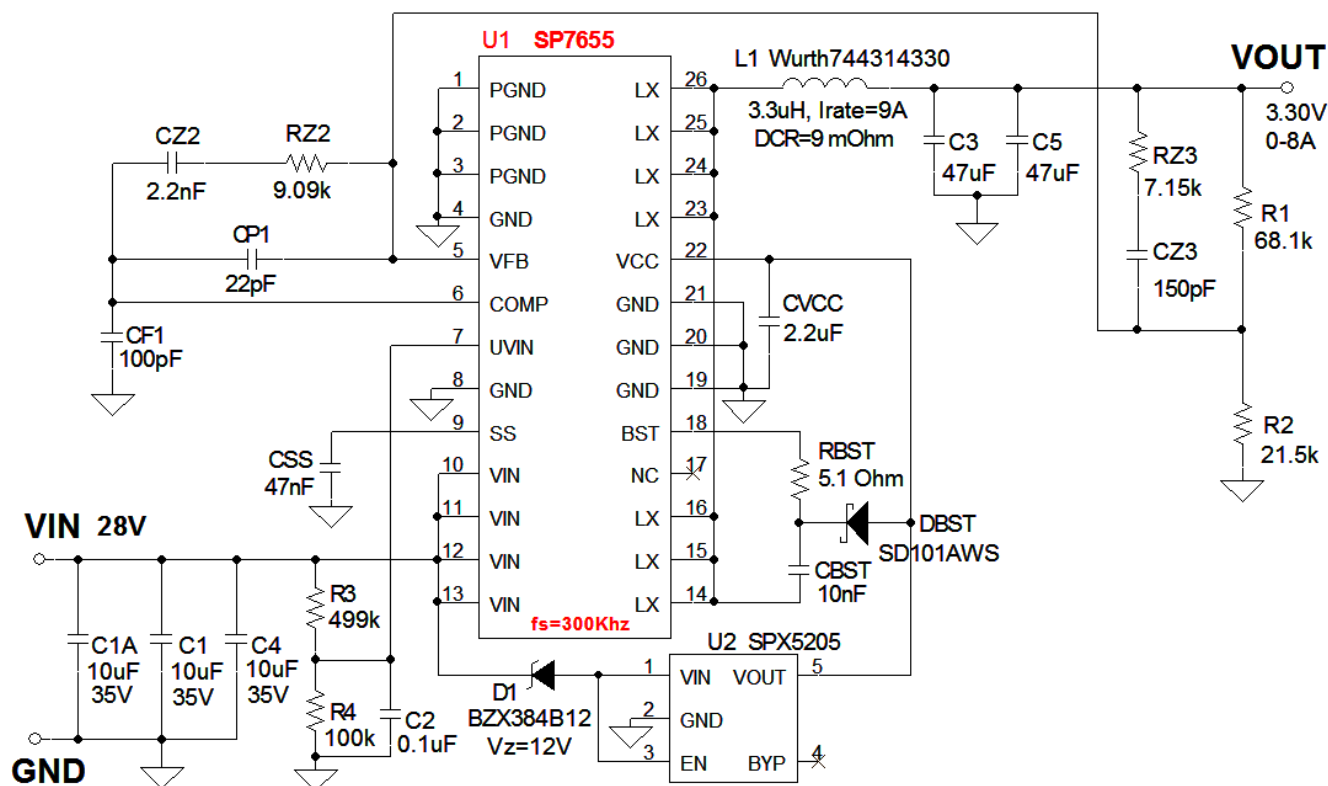 U1 SP7655
L1 Wurth744314330
VOUT
3.30V
0-8A
3.3uH, Irate=9A
DCR=9 mOhm
1 PGND LX 26
2 PGND LX 25
3 PGND LX 24
4 GND LX 23
5 VFB VCC 22
6 COMP GND 21
7 UVIN GND 20
8 GND GND 19
9 SS BST 18
10 VIN NC 17
11 VIN LX 16
12 VIN LX 15
13 VIN LX 14
fs=300Khz
CZ2
2.2nF
RZ2
9.09k
CP1
22pF
CF1
100pF
CSS
47nF
C3
47uF
C5
47uF
RZ3
7.15k
CZ3
150pF
R1
68.1k
R2
21.5k
CVCC
2.2uF
RBST
5.1 Ohm
DBST
SD101AWS
CBST
10nF
VIN 28V
GND
C1A
10uF
35V
C1
10uF
35V
C4
10uF
35V
R3
499k
R4
100k
C2
0.1uF
D1
BZX384B12
Vz=12V
U2 SPX5205
1 VIN VOUT 5
2 GND
3 EN BYP 4